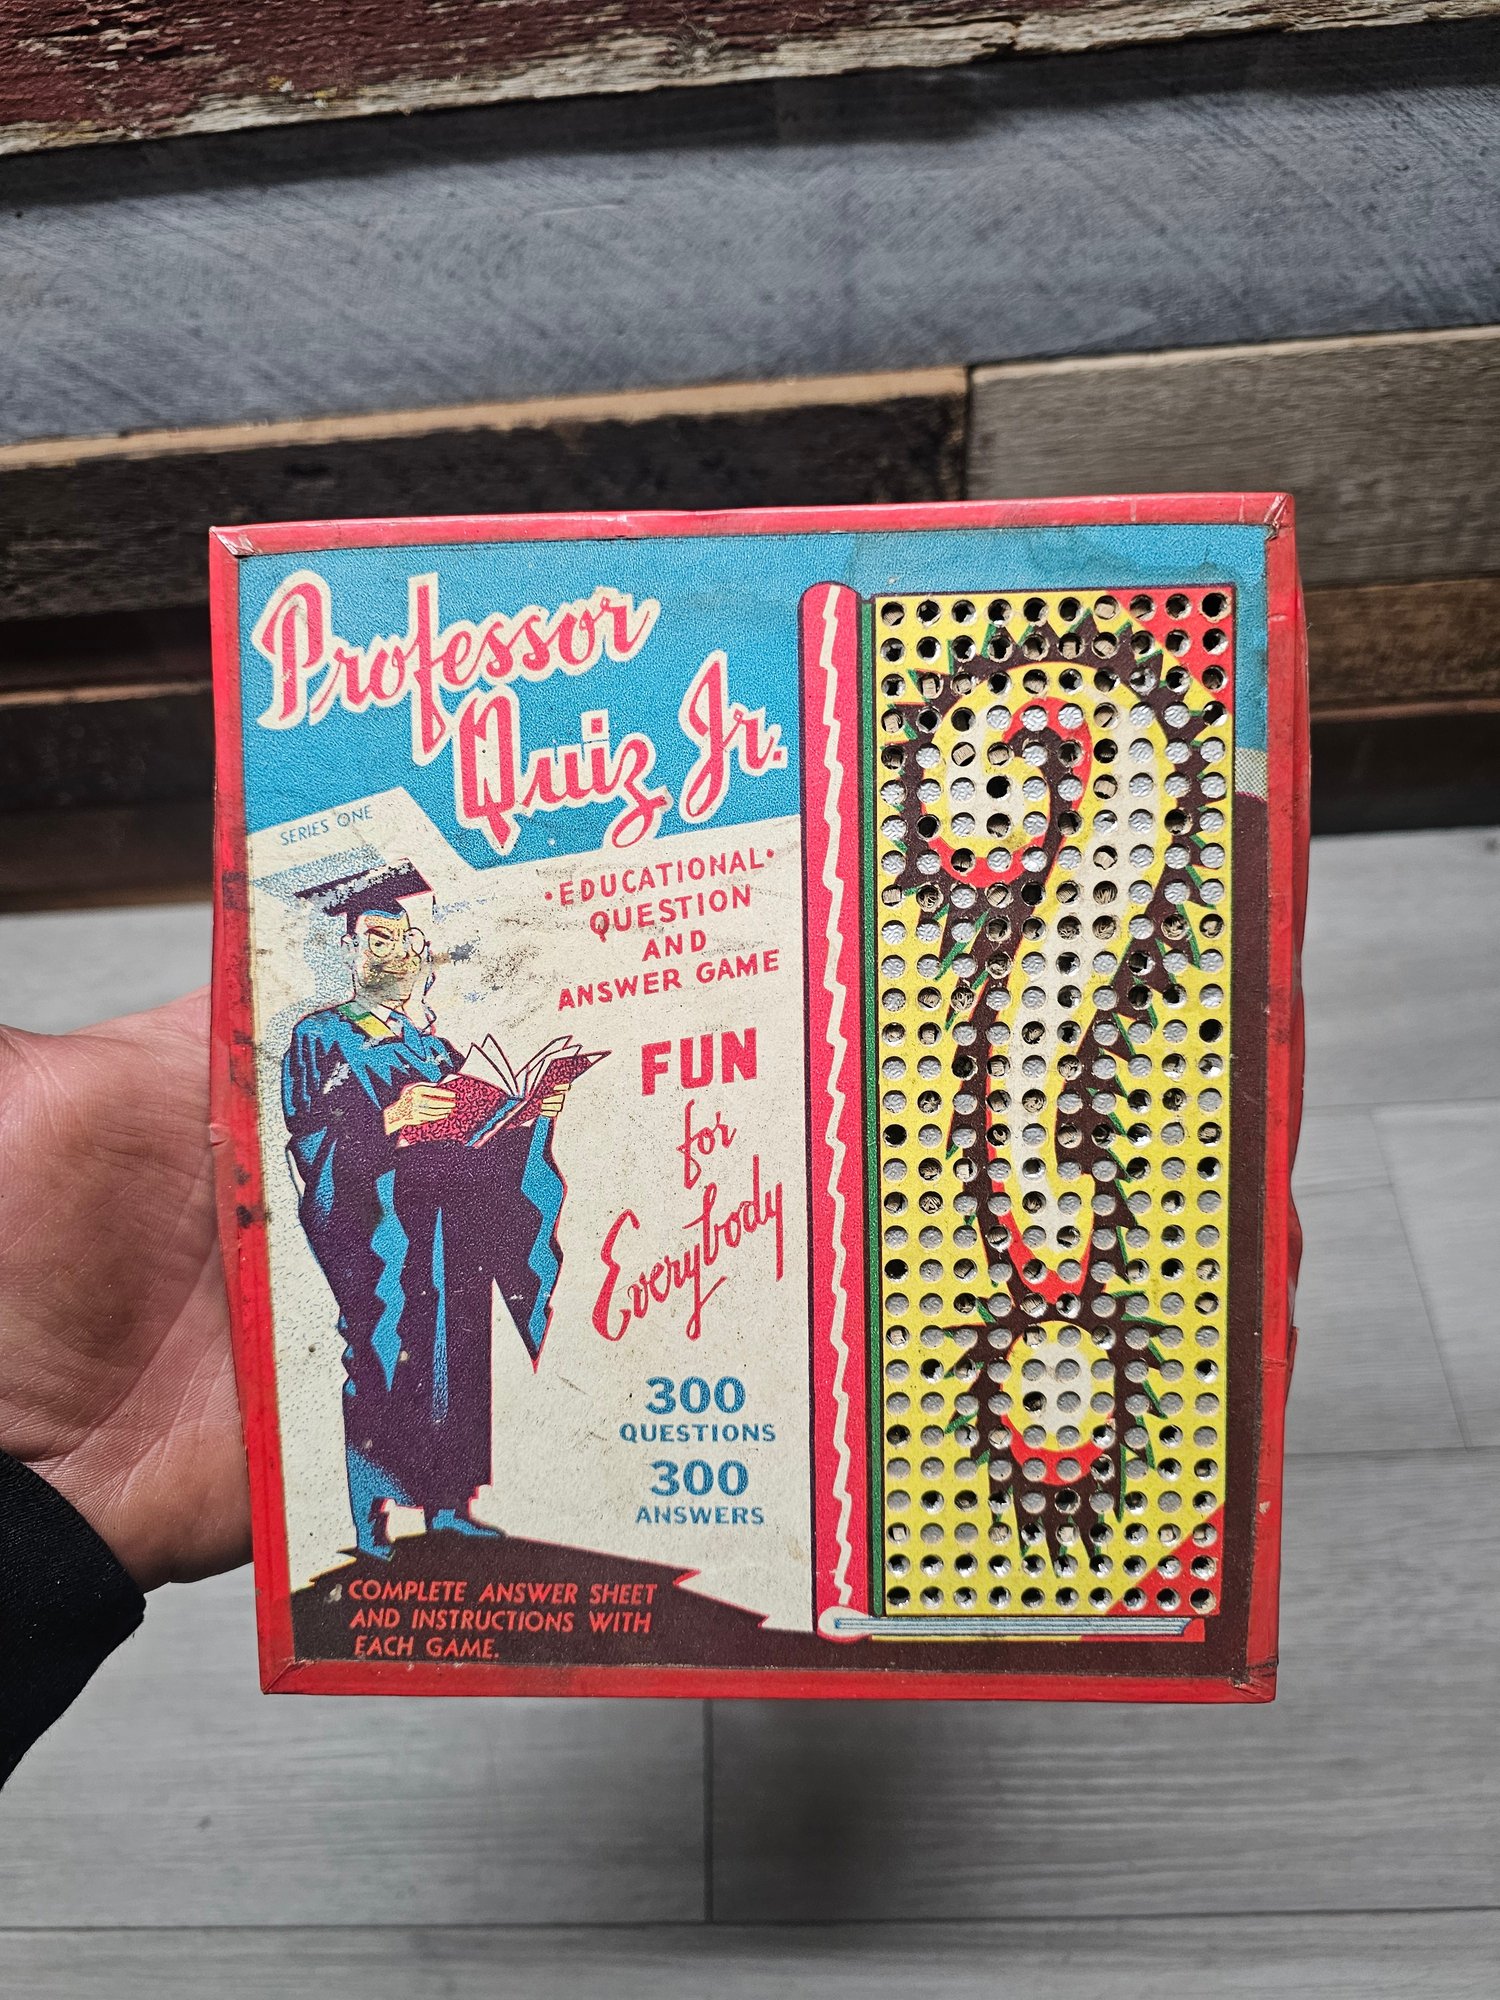 Professor
Quiz Jr.
SERIES ONE
•EDUCATIONAL•
QUESTION
AND
ANSWER GAME
FUN
for
Everybody
300
QUESTIONS
300
ANSWERS
COMPLETE ANSWER SHEET
AND INSTRUCTIONS WITH
EACH GAME.